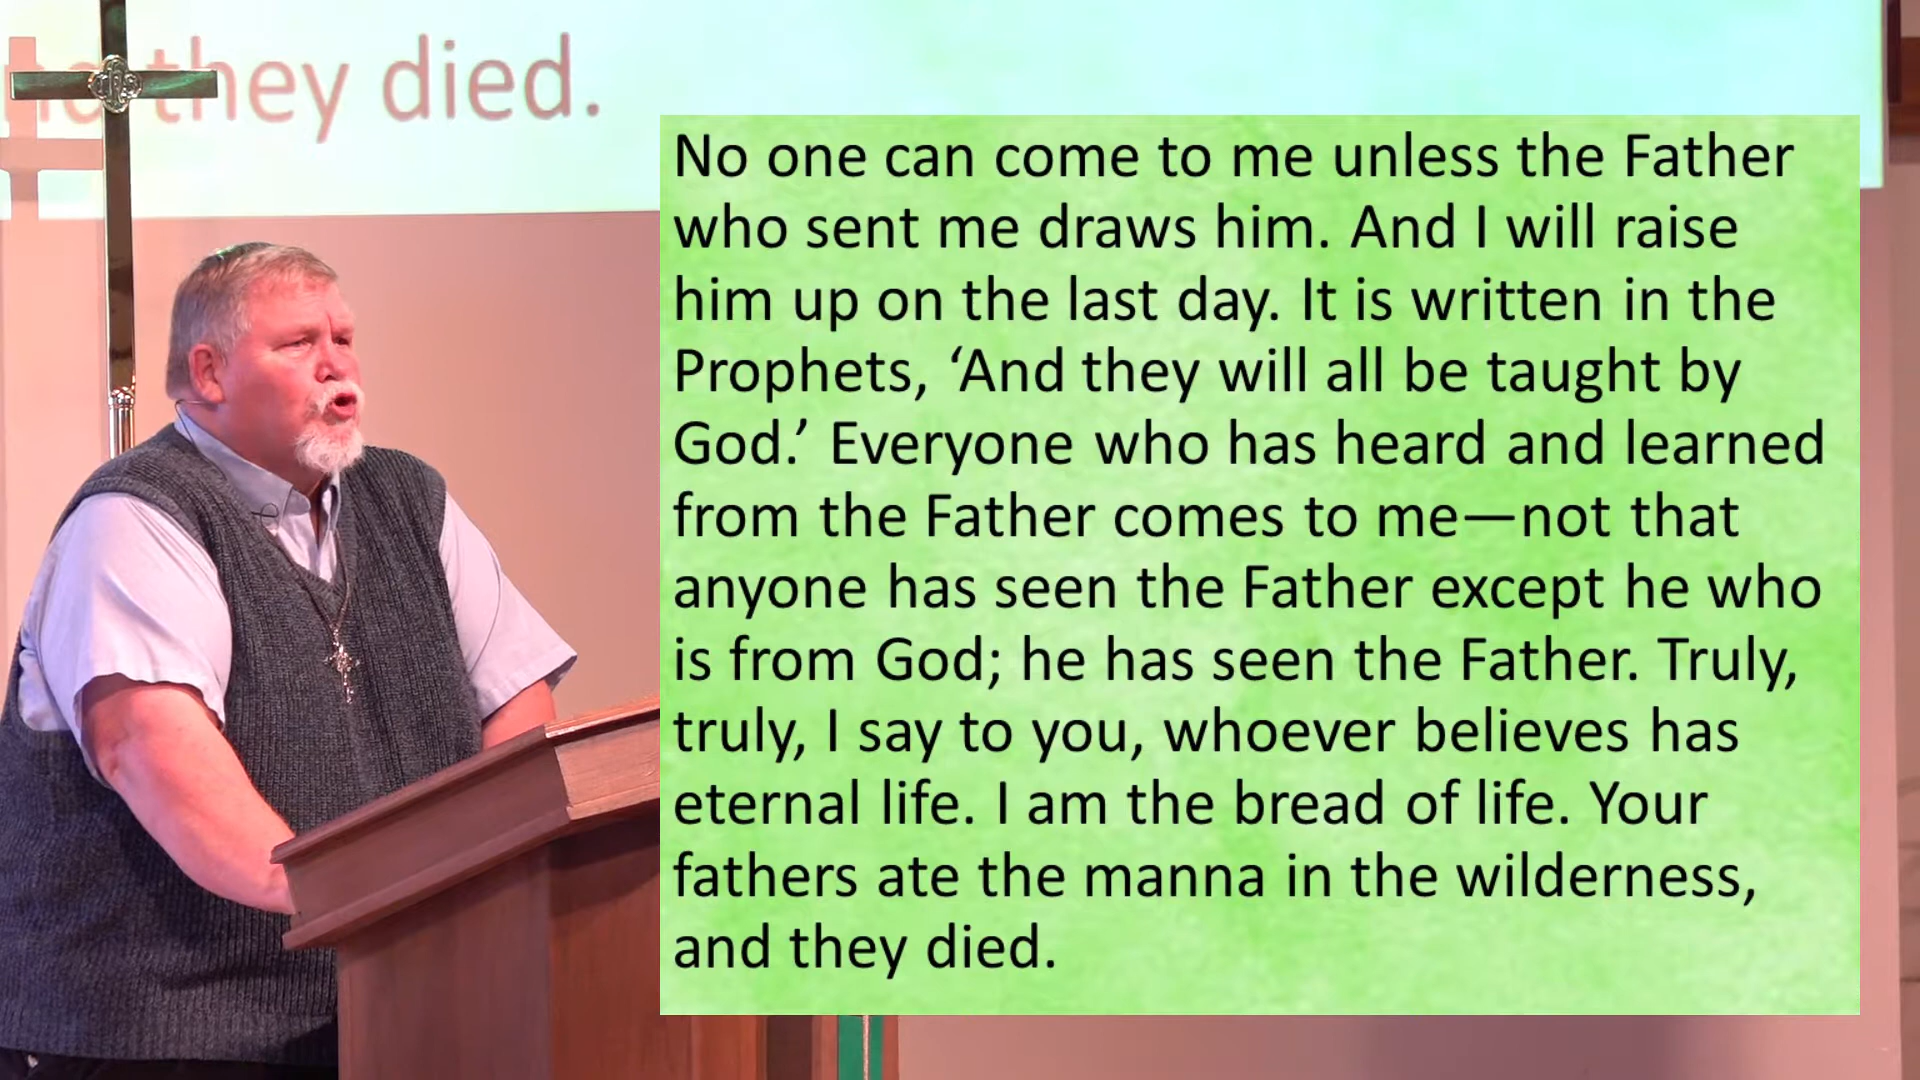 they died.
No one can come to me unless the Father
who sent me draws him. And I will raise
him up on the last day. It is written in the
Prophets, ‘And they will all be taught by
God.’ Everyone who has heard and learned
from the Father comes to me—not that
anyone has seen the Father except he who
is from God; he has seen the Father. Truly,
truly, I say to you, whoever believes has
eternal life. I am the bread of life. Your
fathers ate the manna in the wilderness,
and they died.